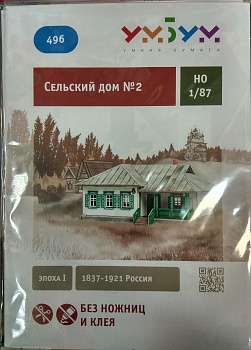 496
УМБУМ
УМНАЯ БУМАГА
Сельский дом №2
HO
1/87
эпоха I
1837-1921 Россия
БЕЗ НОЖНИЦ
И КЛЕЯ